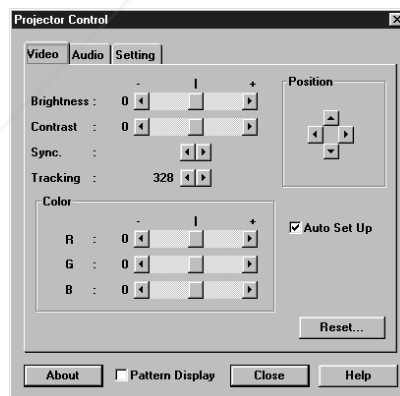 Projector Control
Video Audio Setting
- | +
Position
Brightness : 0
Contrast : 0
Sync. :
Tracking : 328
Color
- | +
R : 0
Auto Set Up
G : 0
B : 0
Reset...
About Pattern Display Close Help